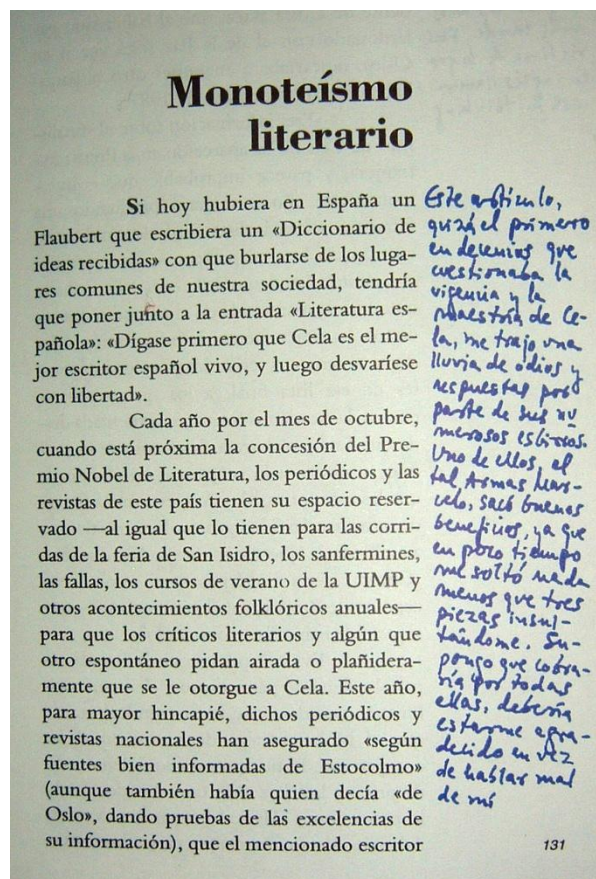 Monoteísmo
literario
Si hoy hubiera en España un
Flaubert que escribiera un «Diccionario de
ideas recibidas» con que burlarse de los luga-
res comunes de nuestra sociedad, tendría
que poner junto a la entrada «Literatura es-
pañola»: «Dígase primero que Cela es el me-
jor escritor español vivo, y luego desvaríese
con libertad».
Cada año por el mes de octubre,
cuando está próxima la concesión del Pre-
mio Nobel de Literatura, los periódicos y las
revistas de este país tienen su espacio reser-
vado —al igual que lo tienen para las corri-
das de la feria de San Isidro, los sanfermines,
las fallas, los cursos de verano de la UIMP y
otros acontecimientos folklóricos anuales—
para que los críticos literarios y algún que
otro espontáneo pidan airada o plañidera-
mente que se le otorgue a Cela. Este año,
para mayor hincapié, dichos periódicos y
revistas nacionales han asegurado «según
fuentes bien informadas de Estocolmo»
(aunque también había quien decía «de
Oslo», dando pruebas de las excelencias de
su información), que el mencionado escritor
Este artículo,
quizá el primero
en decenios que
cuestionaba la
vigencia y la
maestría de Ce-
la, me trajo una
lluvia de odios y
respuestas por
parte de sus nu
merosos esbirros.
Uno de ellos, el
tal Armas Mar-
celo, sacó buenos
beneficios, ya que
en poco tiempo
me soltó nada
menos que tres
piezas insul-
tándome. Su-
pongo que cobra-
ría por todas
ellas, debería
estarme agra-
decido en vez
de hablar mal
de mí
131